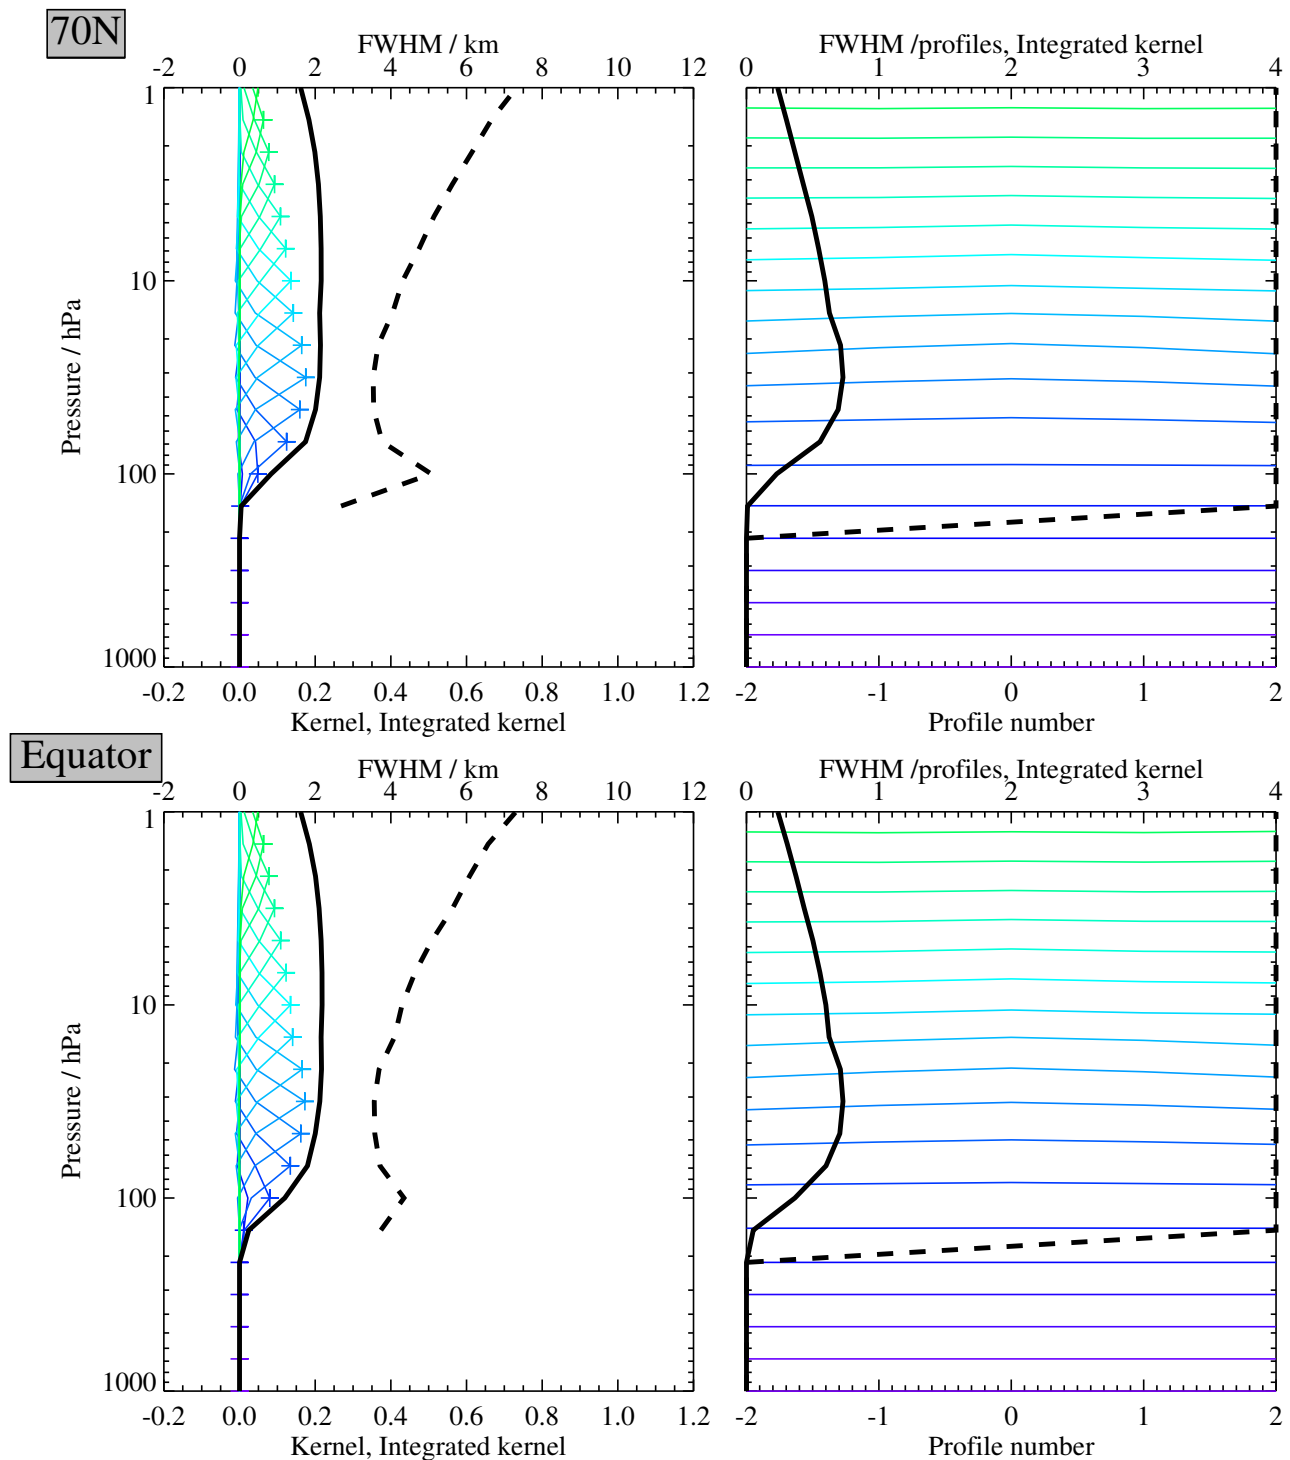 70N
FWHM / km
FWHM /profiles, Integrated kernel
-2 0 2 4 6 8 10 12
0 1 2 3 4
1
10
100
1000
Pressure / hPa
-0.2 0.0 0.2 0.4 0.6 0.8 1.0 1.2
-2 -1 0 1 2
Kernel, Integrated kernel
Profile number
Equator
FWHM / km
FWHM /profiles, Integrated kernel
-2 0 2 4 6 8 10 12
0 1 2 3 4
1
10
100
1000
Pressure / hPa
-0.2 0.0 0.2 0.4 0.6 0.8 1.0 1.2
-2 -1 0 1 2
Kernel, Integrated kernel
Profile number